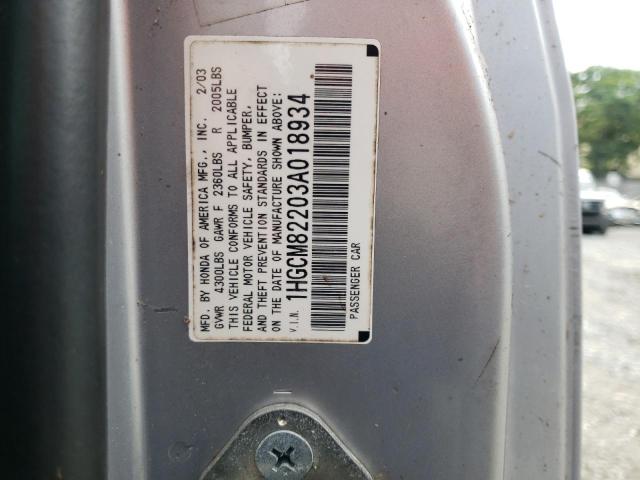 MFD. BY HONDA OF AMERICA MFG., INC. 2/03
GVWR 4300LBS GAWR F 2360LBS R 2005LBS
THIS VEHICLE CONFORMS TO ALL APPLICABLE
FEDERAL MOTOR VEHICLE SAFETY, BUMPER,
AND THEFT PREVENTION STANDARDS IN EFFECT
ON THE DATE OF MANUFACTURE SHOWN ABOVE:
V.I.N. 1HGCM82203A018934
PASSENGER CAR